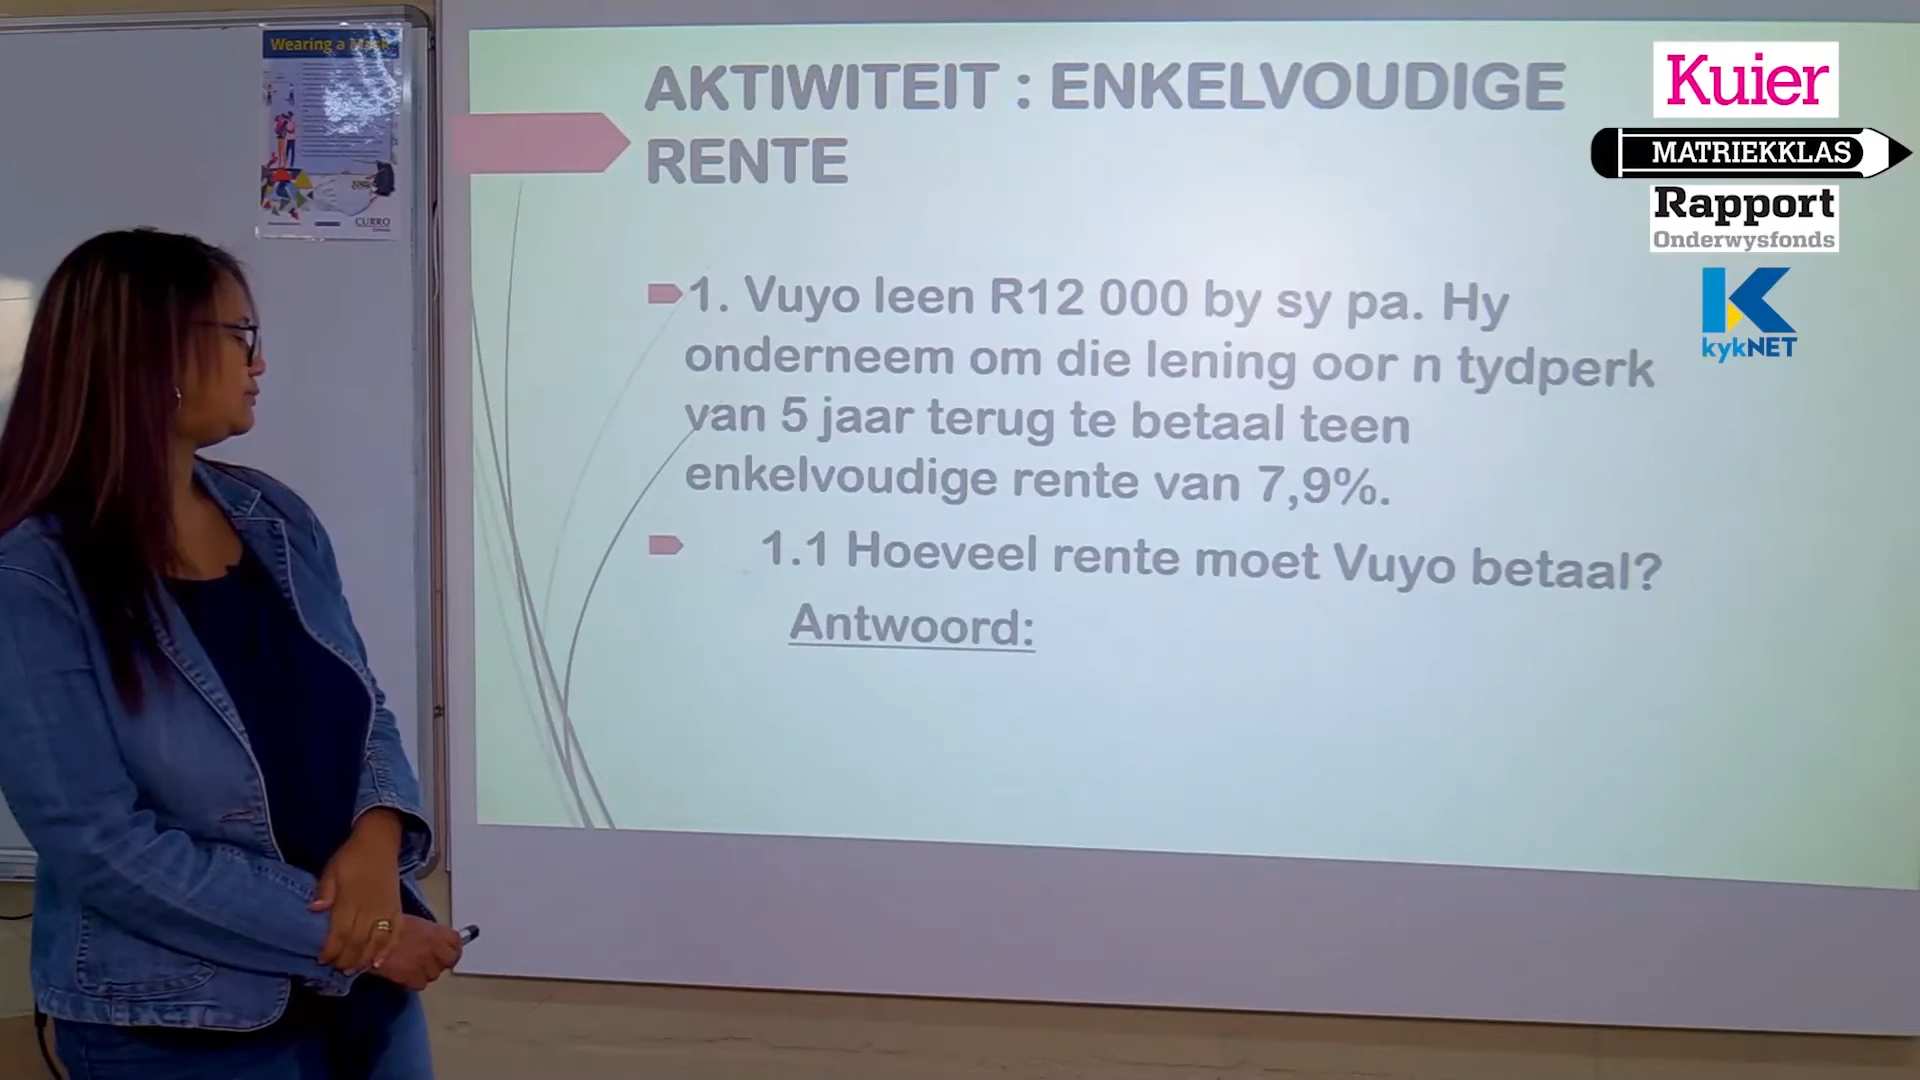 Wearing a Mask
CURRO
AKTIWITEIT : ENKELVOUDIGE
RENTE
1. Vuyo leen R12 000 by sy pa. Hy
onderneem om die lening oor n tydperk
van 5 jaar terug te betaal teen
enkelvoudige rente van 7,9%.
1.1 Hoeveel rente moet Vuyo betaal?
Antwoord:
Kuier
MATRIEKKLAS
Rapport
Onderwysfonds
kykNET